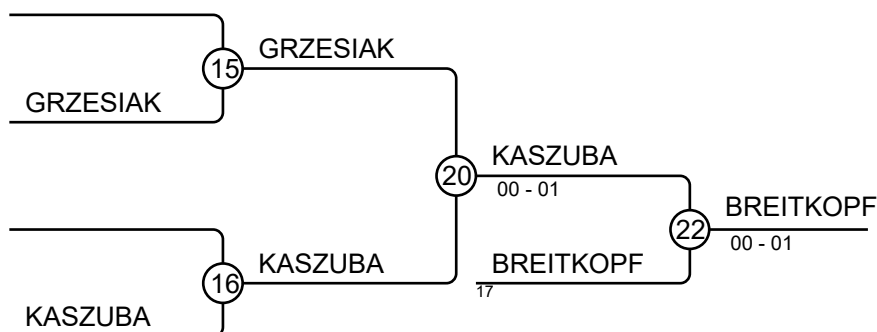 GRZESIAK
15
GRZESIAK
20
KASZUBA
00 - 01
22
BREITKOPF
00 - 01
BREITKOPF
17
16
KASZUBA
KASZUBA